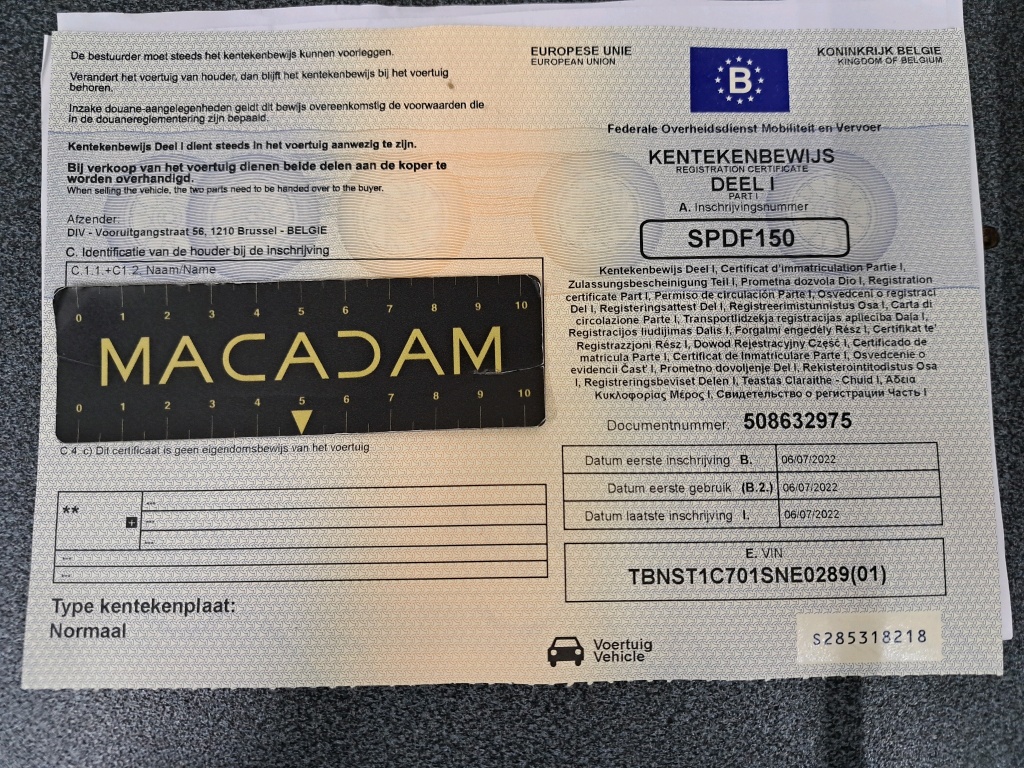 De bestuurder moet steeds het kentekenbewijs kunnen voorleggen.
Verandert het voertuig van houder, dan blijft het kentekenbewijs bij het voertuig
behoren.
Inzake douane-aangelegenheden geldt dit bewijs overeenkomstig de voorwaarden die
in de douanereglementering zijn bepaald.
Kentekenbewijs Deel I dient steeds in het voertuig aanwezig te zijn.
Bij verkoop van het voertuig dienen beide delen aan de koper te
worden overhandigd.
When selling the vehicle, the two parts need to be handed over to the buyer.
Afzender:
DIV - Vooruitgangstraat 56, 1210 Brussel - BELGIE
C. Identificatie van de houder bij de inschrijving
C.1.1.+C1.2. Naam/Name
0 1 2 3 4 5 6 7 8 9 10
MACADAM
0 1 2 3 4 5 6 7 8 9 10
C.4. c) Dit certificaat is geen eigendomsbewijs van het voertuig
**
---
---
---
---
---
Type kentekenplaat:
Normaal
EUROPESE UNIE
EUROPEAN UNION
B
KONINKRIJK BELGIE
KINGDOM OF BELGIUM
Federale Overheidsdienst Mobiliteit en Vervoer
KENTEKENBEWIJS
REGISTRATION CERTIFICATE
DEEL I
PART I
A. Inschrijvingsnummer
SPDF150
Kentekenbewijs Deel I, Certificat d'immatriculation Partie I,
Zulassungsbescheinigung Teil I, Prometna dozvola Dio I, Registration
certificate Part I, Permiso de circulación Parte I, Osvedceni o registraci
Del I, Registeringsattest Del I, Registreerimistunnistus Osa I, Carta di
circolazione Parte I, Transportlidzekja registracijas aplieciba Dala I,
Registracijos liudijimas Dalis I, Forgalmi engedély Rész I, Certifikat te'
Registrazzjoni Rész I, Dowod Rejestracyjny Część I, Certificado de
matricula Parte I, Certificat de Inmatriculare Parte I, Osvedcenie o
evidencii Čast' I, Prometno dovoljenje Del I, Rekisterointitodistus Osa
I, Registreringsbeviset Delen I, Teastas Claraithe - Chuid I, Αδεια
Κυκλοφορίας Μέρος I, Свидетельство о регистрации Часть I
Documentnummer: 508632975
Datum eerste inschrijving B. 06/07/2022
Datum eerste gebruik (B.2.) 06/07/2022
Datum laatste inschrijving I. 06/07/2022
E. VIN
TBNST1C701SNE0289(01)
Voertuig
Vehicle
S285318218